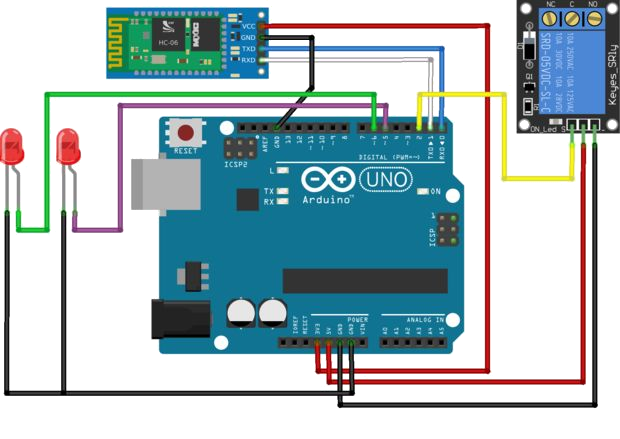 VCC
GND
TXD
RXD
HC-06
NC C NO
SRD-05VDC-SL-C
10A 250VAC 10A 125VAC
10A 30VDC 10A 28VDC
Keyes_SRly
ON_Led S
RESET
ICSP2
AREF
GND
13
12
~11
~10
~9
8
7
~6
~5
4
~3
2
TXD ▶ 1
RXD ◀ 0
DIGITAL (PWM=~)
L
TX
RX
UNO
Arduino
ON
1
ICSP
POWER
ANALOG IN
IOREF
RESET
3V3
5V
GND
GND
VIN
A0
A1
A2
A3
A4
A5